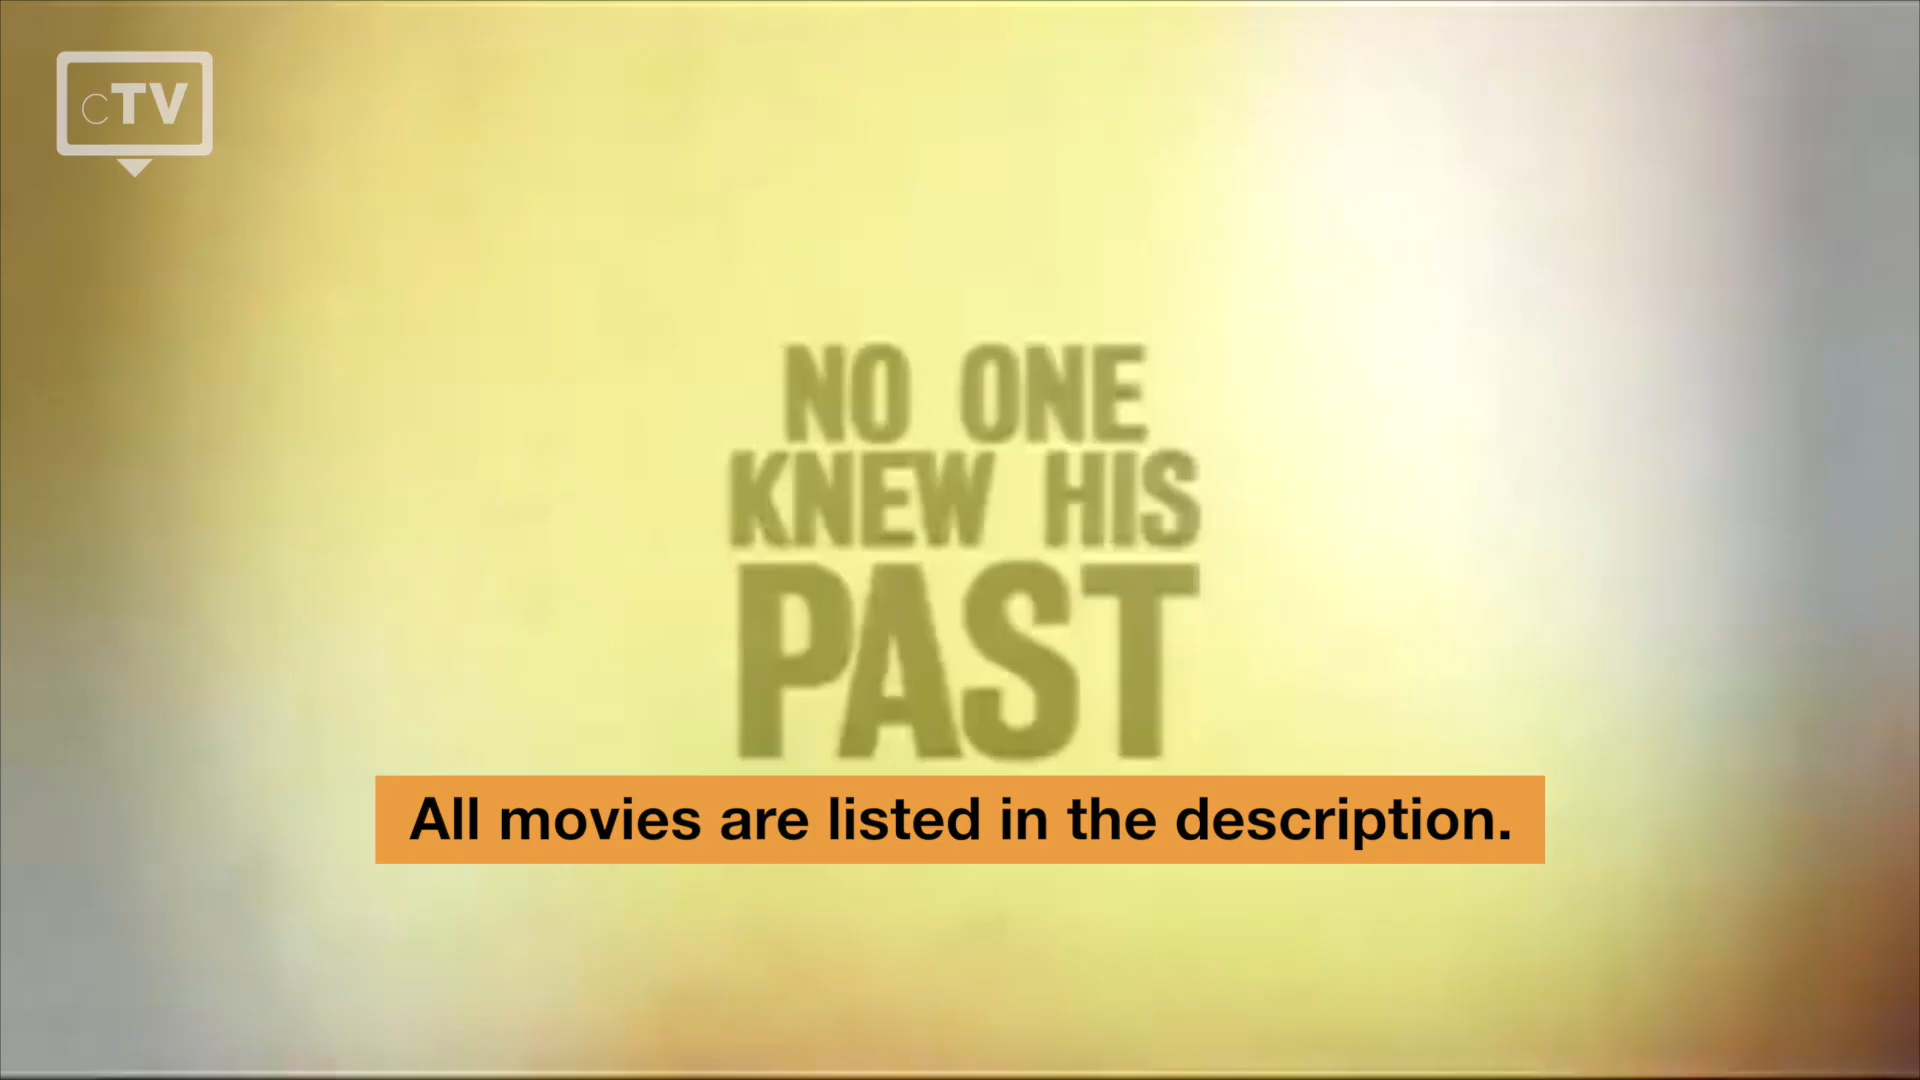 cTV
NO ONE
KNEW HIS
PAST
All movies are listed in the description.